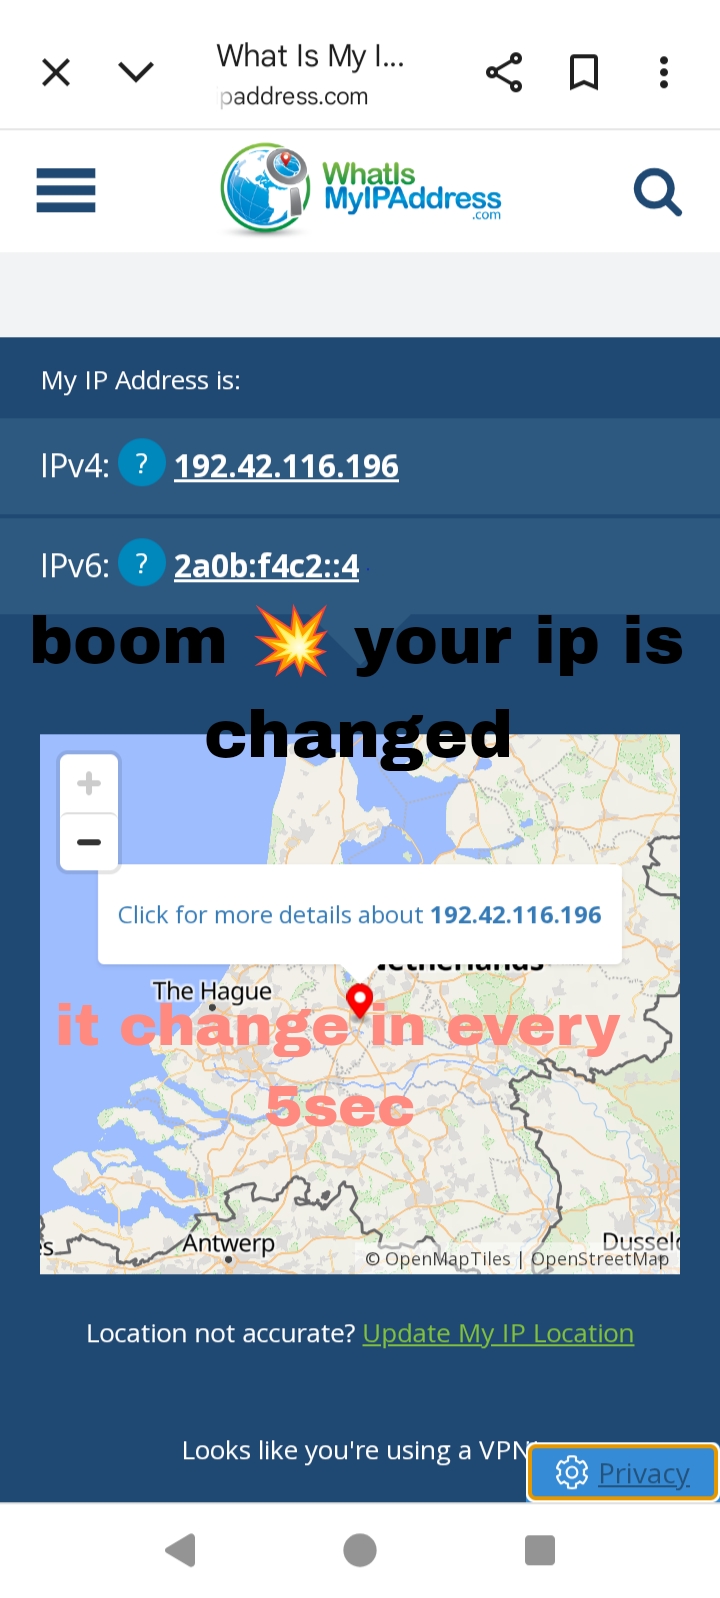 What Is My I...
paddress.com
WhatIs
MyIPAddress
.com
My IP Address is:
IPv4: ? 192.42.116.196
IPv6: ? 2a0b:f4c2::4
boom 💥 your ip is
changed
+
−
Click for more details about 192.42.116.196
Netherlands
The Hague
it change in every
5sec
Antwerp
© OpenMapTiles | OpenStreetMap
Location not accurate? Update My IP Location
Looks like you're using a VPN
Privacy